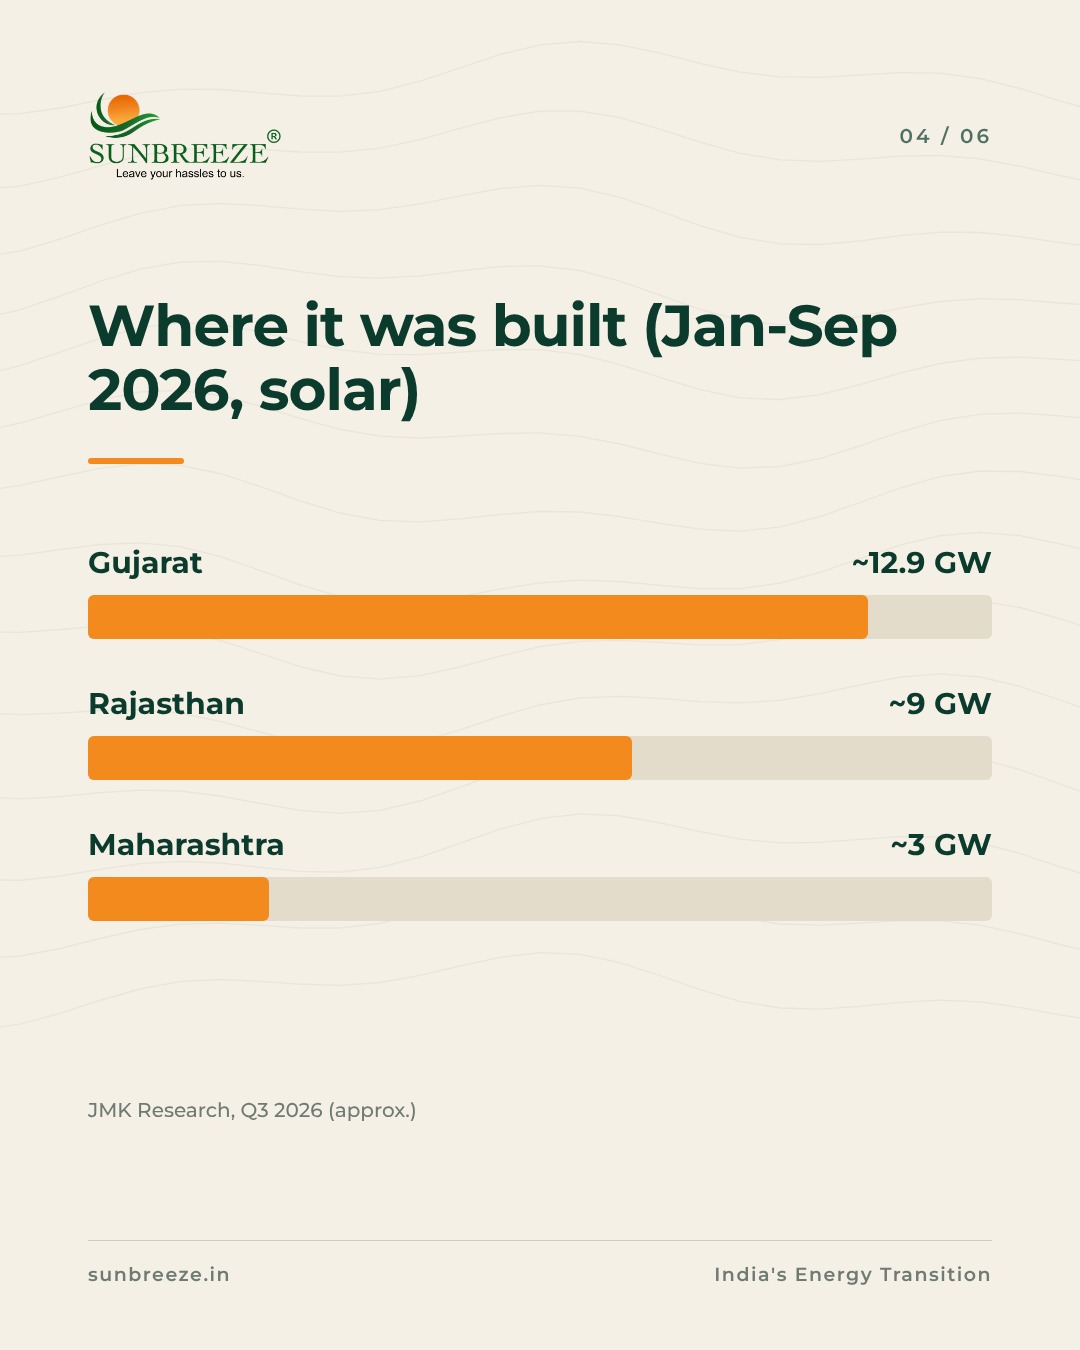 SUNBREEZE®
Leave your hassles to us.
04 / 06
Where it was built (Jan-Sep
2026, solar)
Gujarat ~12.9 GW
Rajasthan ~9 GW
Maharashtra ~3 GW
JMK Research, Q3 2026 (approx.)
sunbreeze.in India's Energy Transition